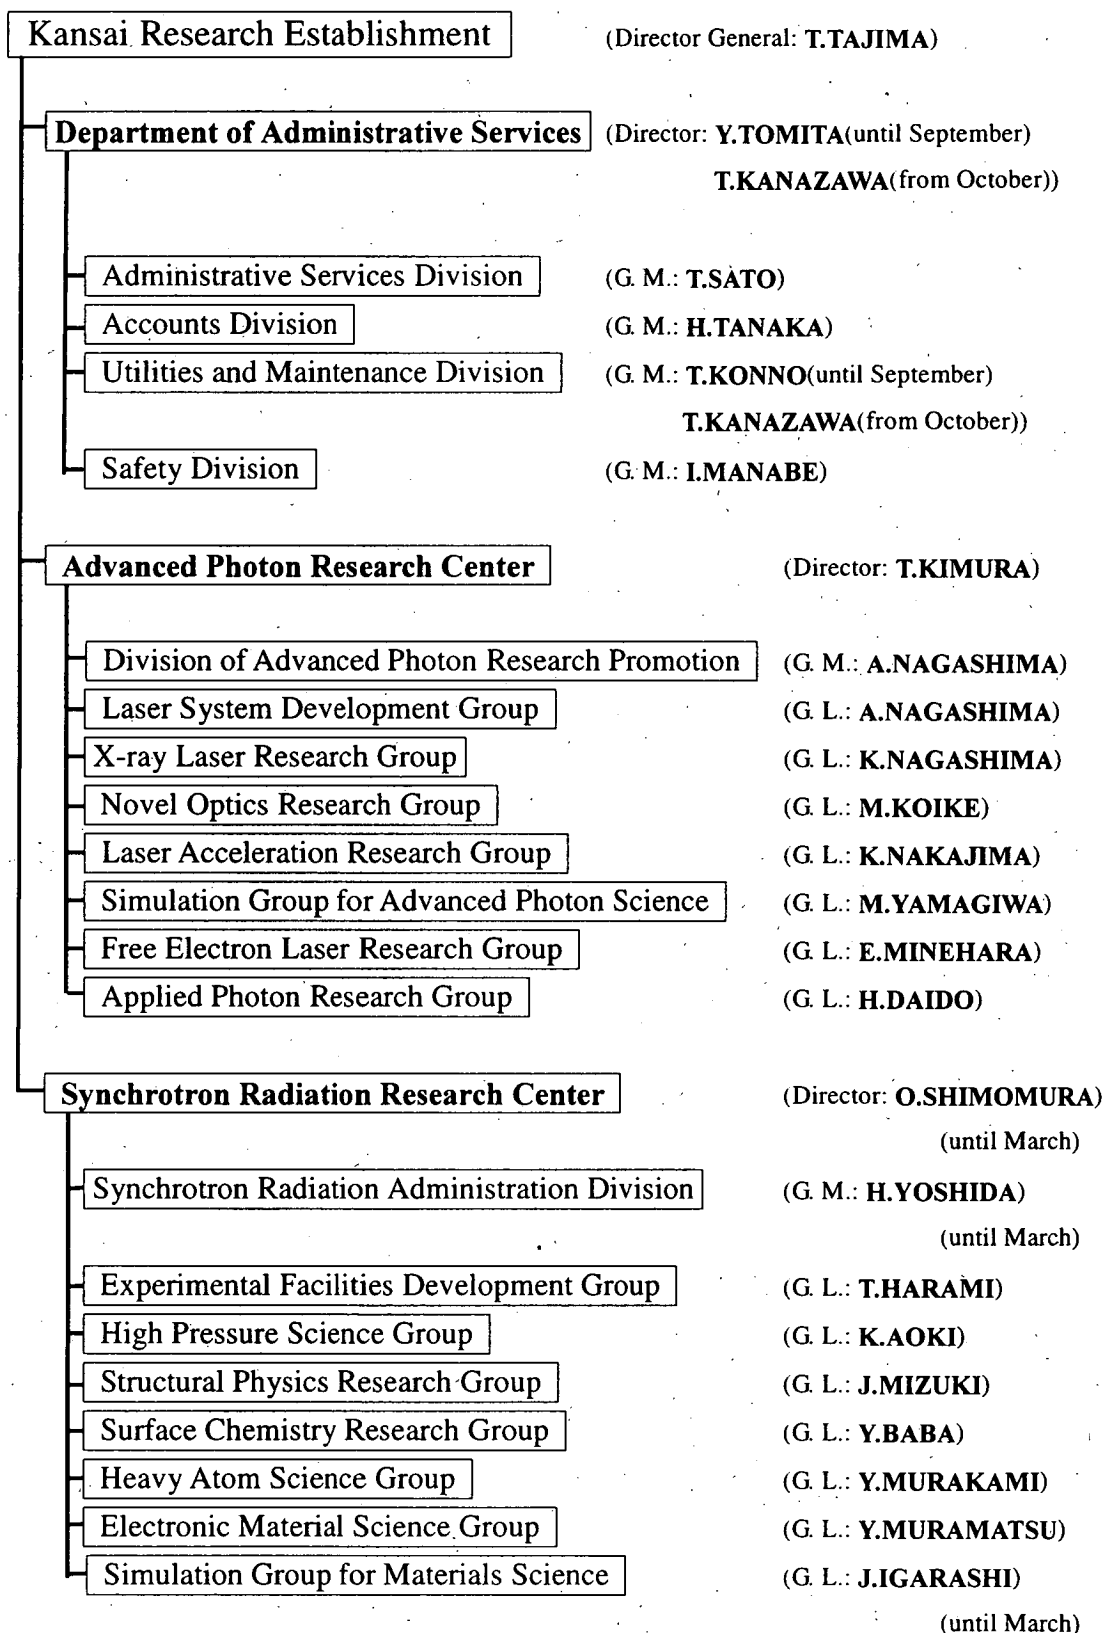 Kansai Research Establishment (Director General: T.TAJIMA)
Department of Administrative Services (Director: Y.TOMITA(until September)
T.KANAZAWA(from October))
Administrative Services Division (G. M.: T.SATO)
Accounts Division (G. M.: H.TANAKA)
Utilities and Maintenance Division (G. M.: T.KONNO(until September)
T.KANAZAWA(from October))
Safety Division (G. M.: I.MANABE)
Advanced Photon Research Center (Director: T.KIMURA)
Division of Advanced Photon Research Promotion (G. M.: A.NAGASHIMA)
Laser System Development Group (G. L.: A.NAGASHIMA)
X-ray Laser Research Group (G. L.: K.NAGASHIMA)
Novel Optics Research Group (G. L.: M.KOIKE)
Laser Acceleration Research Group (G. L.: K.NAKAJIMA)
Simulation Group for Advanced Photon Science (G. L.: M.YAMAGIWA)
Free Electron Laser Research Group (G. L.: E.MINEHARA)
Applied Photon Research Group (G. L.: H.DAIDO)
Synchrotron Radiation Research Center (Director: O.SHIMOMURA)
(until March)
Synchrotron Radiation Administration Division (G. M.: H.YOSHIDA)
(until March)
Experimental Facilities Development Group (G. L.: T.HARAMI)
High Pressure Science Group (G. L.: K.AOKI)
Structural Physics Research Group (G. L.: J.MIZUKI)
Surface Chemistry Research Group (G. L.: Y.BABA)
Heavy Atom Science Group (G. L.: Y.MURAKAMI)
Electronic Material Science Group (G. L.: Y.MURAMATSU)
Simulation Group for Materials Science (G. L.: J.IGARASHI)
(until March)